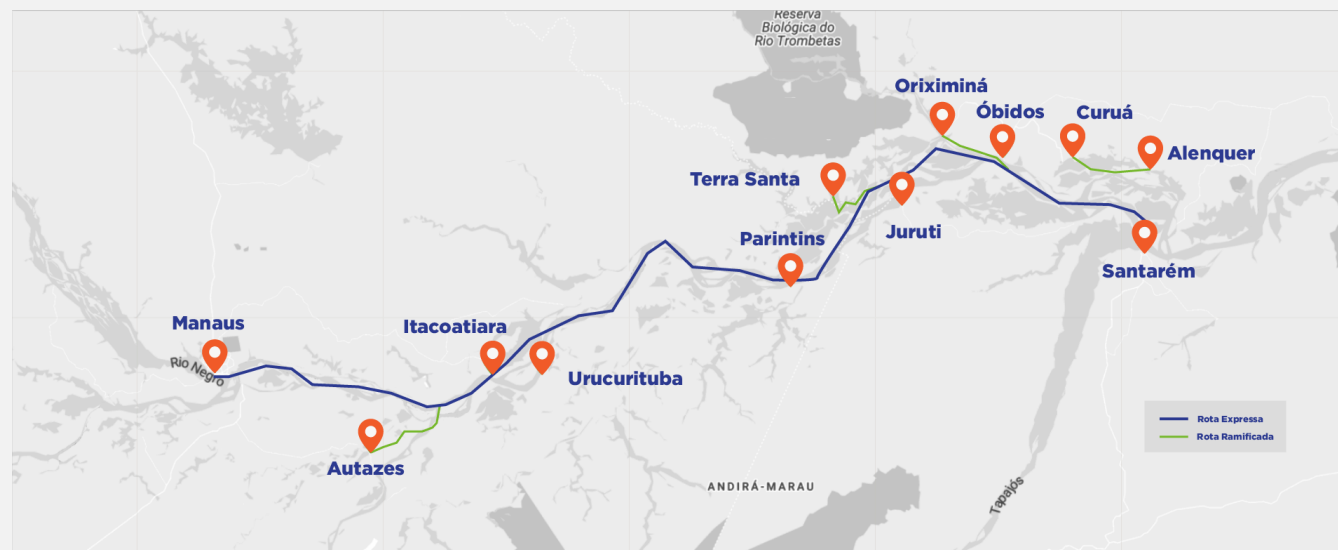 Reserva
Biológica do
Rio Trombetas
Oriximiná
Óbidos
Curuá
Alenquer
Terra Santa
Juruti
Parintins
Santarém
Manaus
Itacoatiara
Rio Negro
Urucurituba
Autazes
Rota Expressa
Rota Ramificada
ANDIRÁ-MARAU
Tapajós